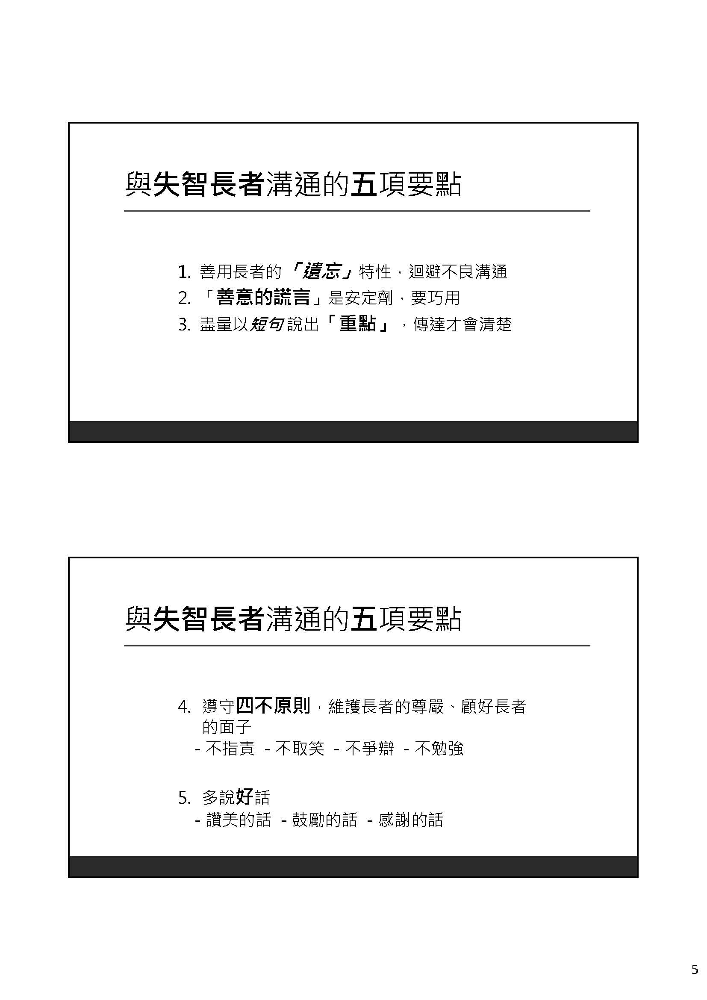 與失智長者溝通的五項要點
1. 善用長者的「遺忘」特性，迴避不良溝通
2. 「善意的謊言」是安定劑，要巧用
3. 盡量以短句說出「重點」，傳達才會清楚
與失智長者溝通的五項要點
4. 遵守四不原則，維護長者的尊嚴、顧好長者
的面子
- 不指責 - 不取笑 - 不爭辯 - 不勉強
5. 多說好話
- 讚美的話 - 鼓勵的話 - 感謝的話
5